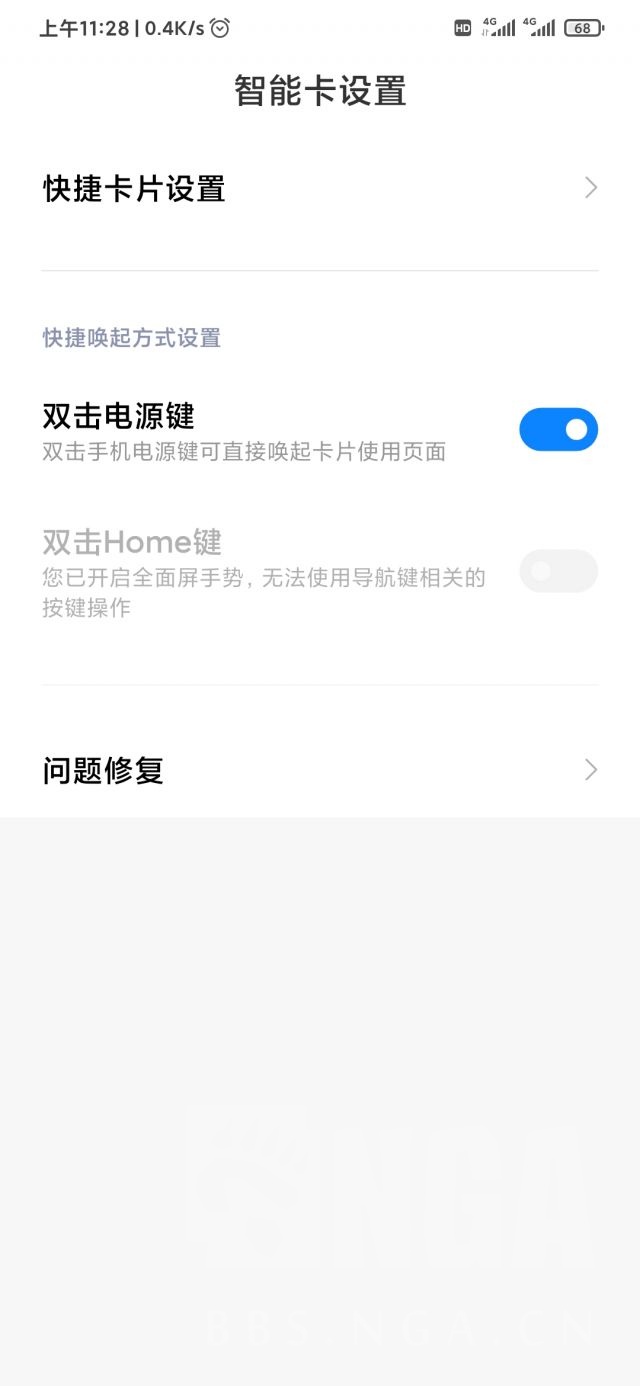 上午11:28 | 0.4K/s
HD 4G 4G 68
智能卡设置
快捷卡片设置
快捷唤起方式设置
双击电源键
双击手机电源键可直接唤起卡片使用页面
双击Home键
您已开启全面屏手势，无法使用导航键相关的
按键操作
问题修复
NGA
BBS.NGA.CN